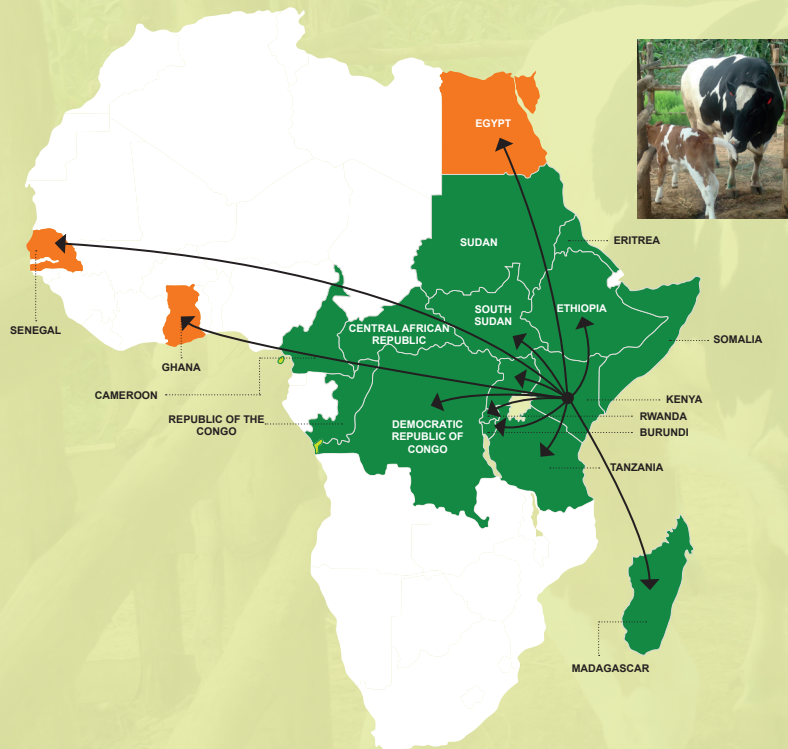 EGYPT
SUDAN
ERITREA
SENEGAL
SOUTH
SUDAN
ETHIOPIA
CENTRAL AFRICAN
REPUBLIC
SOMALIA
GHANA
CAMEROON
KENYA
REPUBLIC OF THE
CONGO
RWANDA
DEMOCRATIC
REPUBLIC OF
CONGO
BURUNDI
TANZANIA
MADAGASCAR